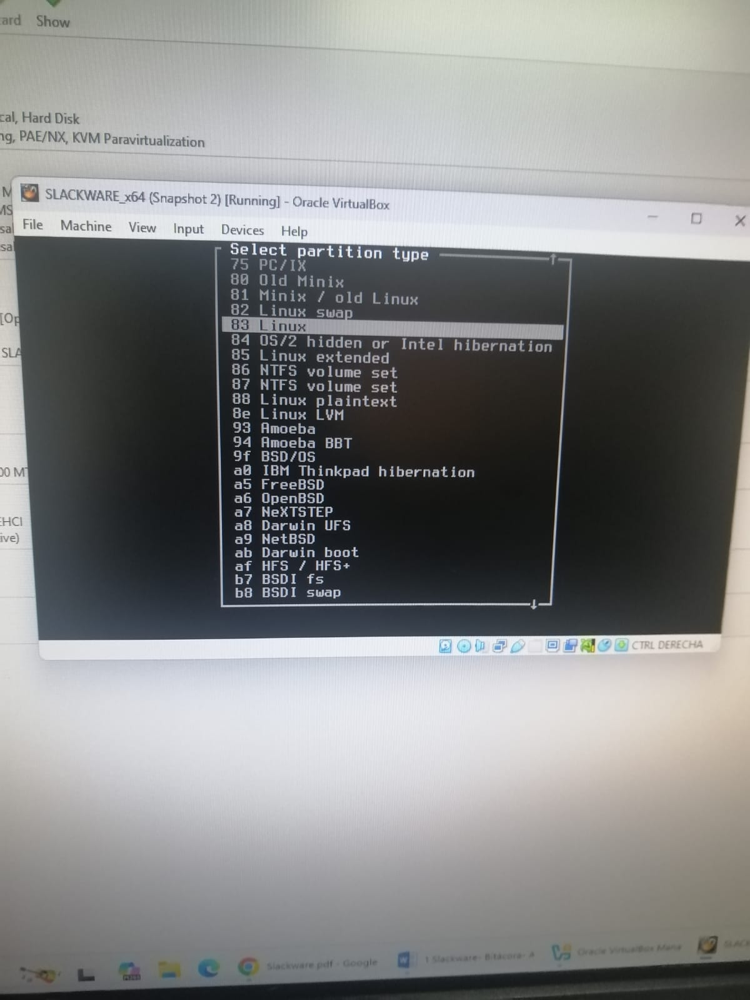 ard Show
cal, Hard Disk
ng, PAE/NX, KVM Paravirtualization
SLACKWARE_x64 (Snapshot 2) [Running] - Oracle VirtualBox
File Machine View Input Devices Help
Select partition type
75 PC/IX
80 Old Minix
81 Minix / old Linux
82 Linux swap
83 Linux
84 OS/2 hidden or Intel hibernation
85 Linux extended
86 NTFS volume set
87 NTFS volume set
88 Linux plaintext
8e Linux LVM
93 Amoeba
94 Amoeba BBT
9f BSD/OS
a0 IBM Thinkpad hibernation
a5 FreeBSD
a6 OpenBSD
a7 NeXTSTEP
a8 Darwin UFS
a9 NetBSD
ab Darwin boot
af HFS / HFS+
b7 BSDI fs
b8 BSDI swap
M
MS
sal
sal
[Op
SLA
00 MT
EHCI
ive)
CTRL DERECHA
Slackware.pdf - Google
1 Slackware- Bitácora- A
Oracle VirtualBox Mana
SLACK